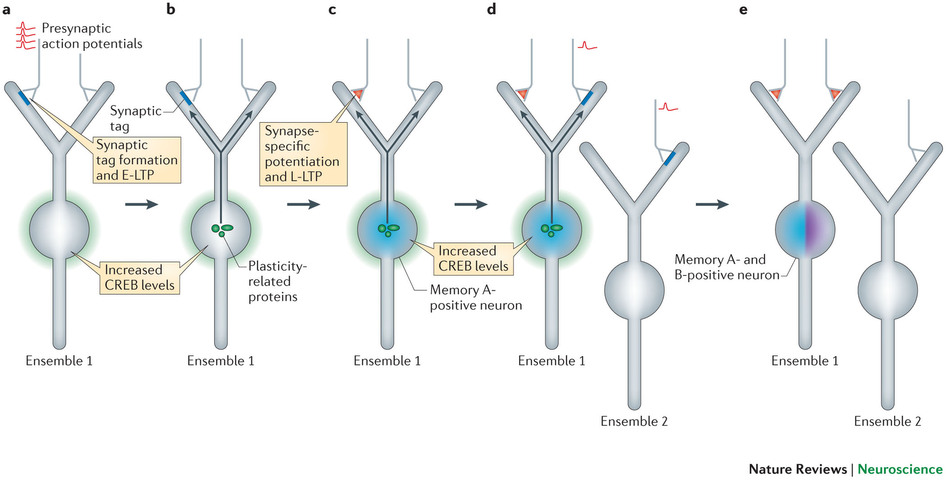 a
b
c
d
e
Presynaptic
action potentials
Synaptic
tag
Synaptic
tag formation
and E-LTP
Synapse-
specific
potentiation
and L-LTP
Increased
CREB levels
Plasticity-
related
proteins
Memory A-
positive neuron
Increased
CREB levels
Memory A- and
B-positive neuron
Ensemble 1
Ensemble 1
Ensemble 1
Ensemble 1
Ensemble 1
Ensemble 2
Ensemble 2
Nature Reviews | Neuroscience